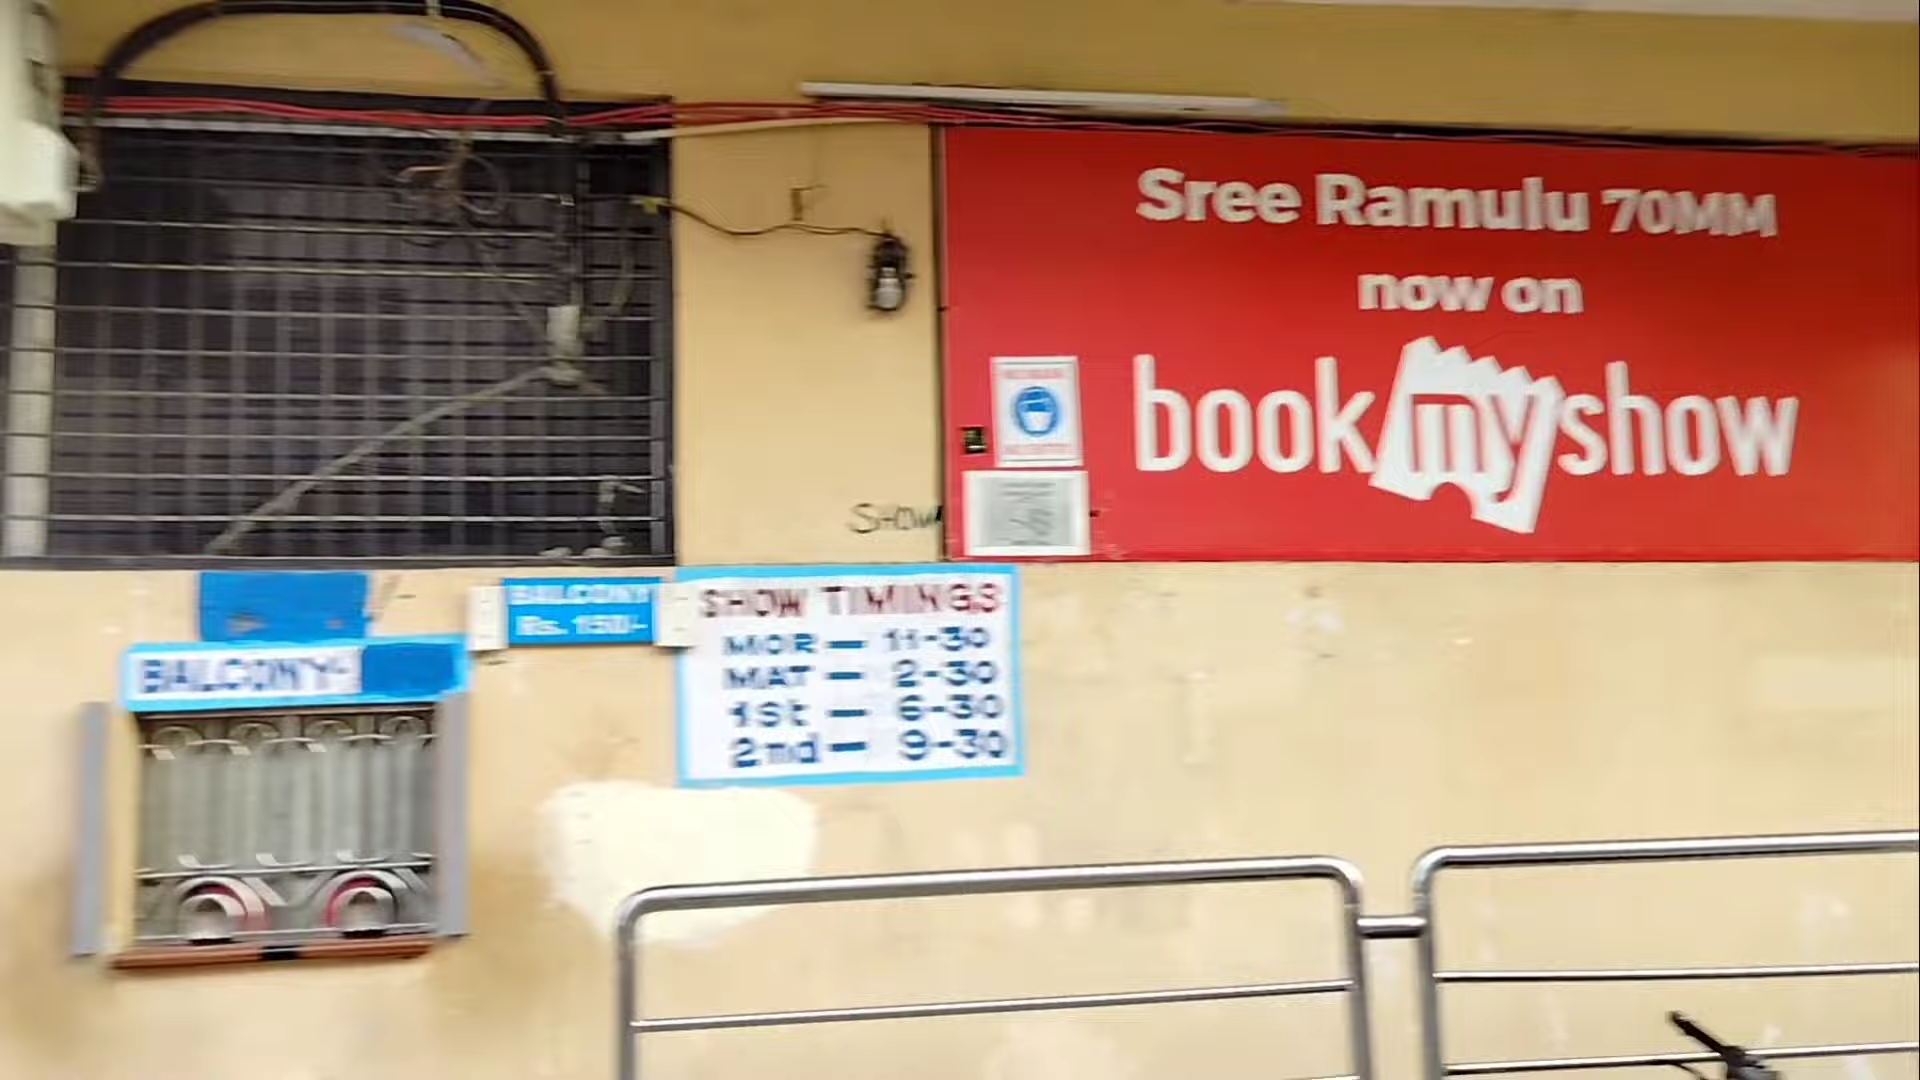 Sree Ramulu 70MM
now on
bookmyshow
SHOW
BALCONY
Rs. 150/-
BALCONY-
SHOW TIMINGS
MOR — 11-30
MAT — 2-30
1st — 6-30
2nd — 9-30